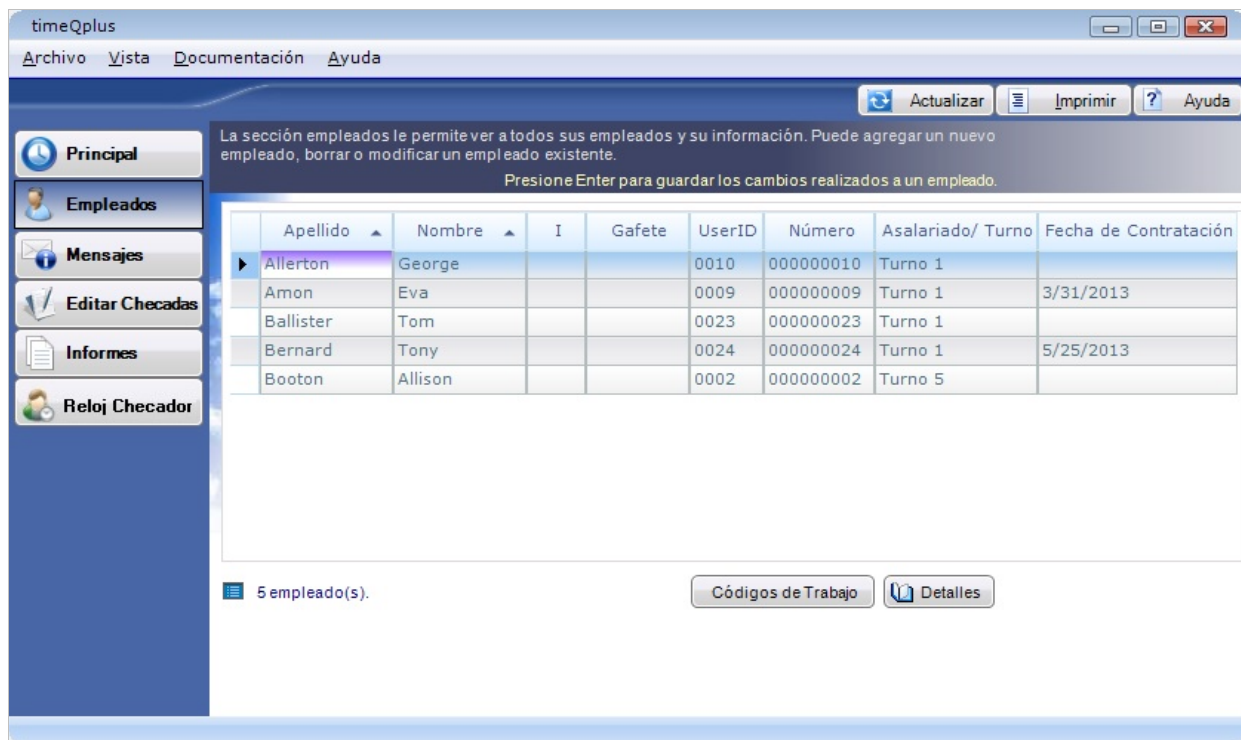 timeQplus
Archivo Vista Documentación Ayuda
Actualizar Imprimir Ayuda
La sección empleados le permite ver a todos sus empleados y su información. Puede agregar un nuevo
empleado, borrar o modificar un empleado existente.
Presione Enter para guardar los cambios realizados a un empleado.
Principal
Empleados
Mensajes
Editar Checadas
Informes
Reloj Checador
Apellido Nombre I Gafete UserID Número Asalariado/ Turno Fecha de Contratación
Allerton George 0010 000000010 Turno 1
Amon Eva 0009 000000009 Turno 1 3/31/2013
Ballister Tom 0023 000000023 Turno 1
Bernard Tony 0024 000000024 Turno 1 5/25/2013
Booton Allison 0002 000000002 Turno 5
5 empleado(s).
Códigos de Trabajo Detalles